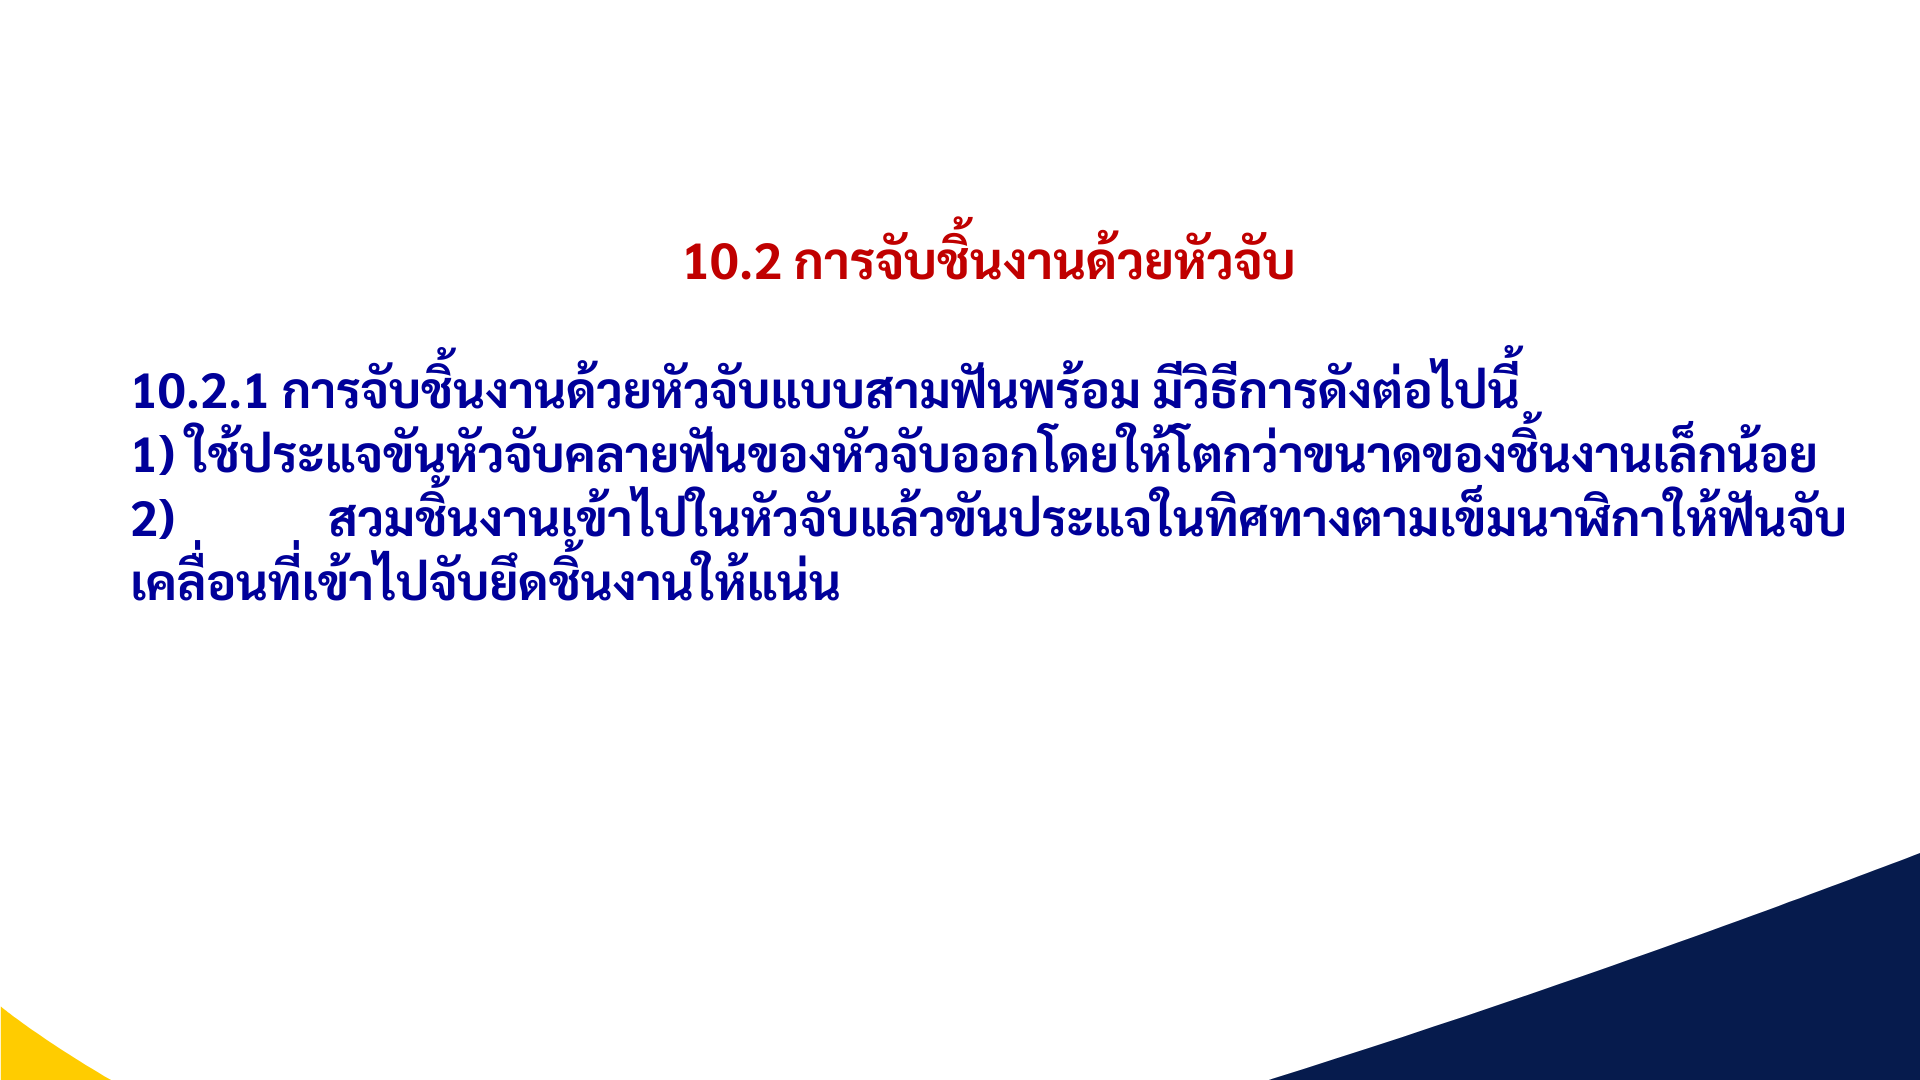 10.2 การจับชิ้นงานด้วยหัวจับ
10.2.1 การจับชิ้นงานด้วยหัวจับแบบสามฟันพร้อม มีวิธีการดังต่อไปนี้
1) ใช้ประแจขันหัวจับคลายฟันของหัวจับออกโดยให้โตกว่าขนาดของชิ้นงานเล็กน้อย
2) สวมชิ้นงานเข้าไปในหัวจับแล้วขันประแจในทิศทางตามเข็มนาฬิกาให้ฟันจับ
เคลื่อนที่เข้าไปจับยึดชิ้นงานให้แน่น